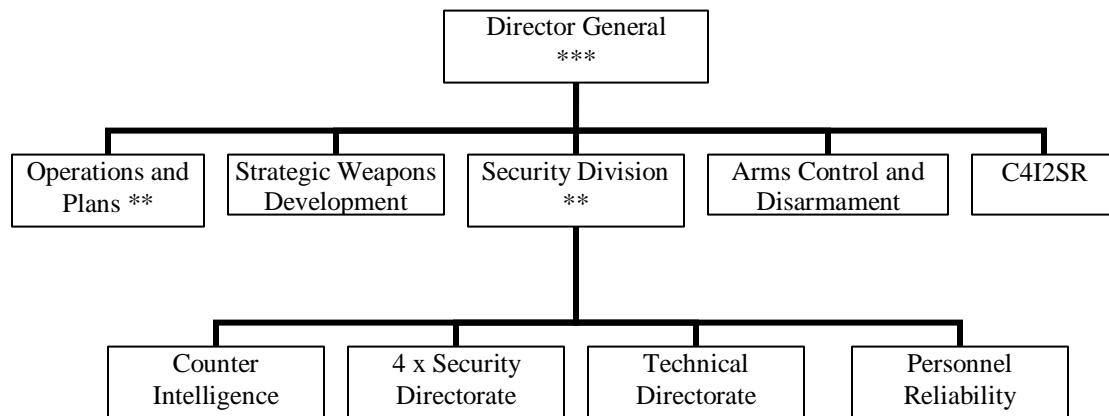 Director General
***
Operations and
Plans **
Strategic Weapons
Development
Security Division
**
Arms Control and
Disarmament
C4I2SR
Counter
Intelligence
4 x Security
Directorate
Technical
Directorate
Personnel
Reliability